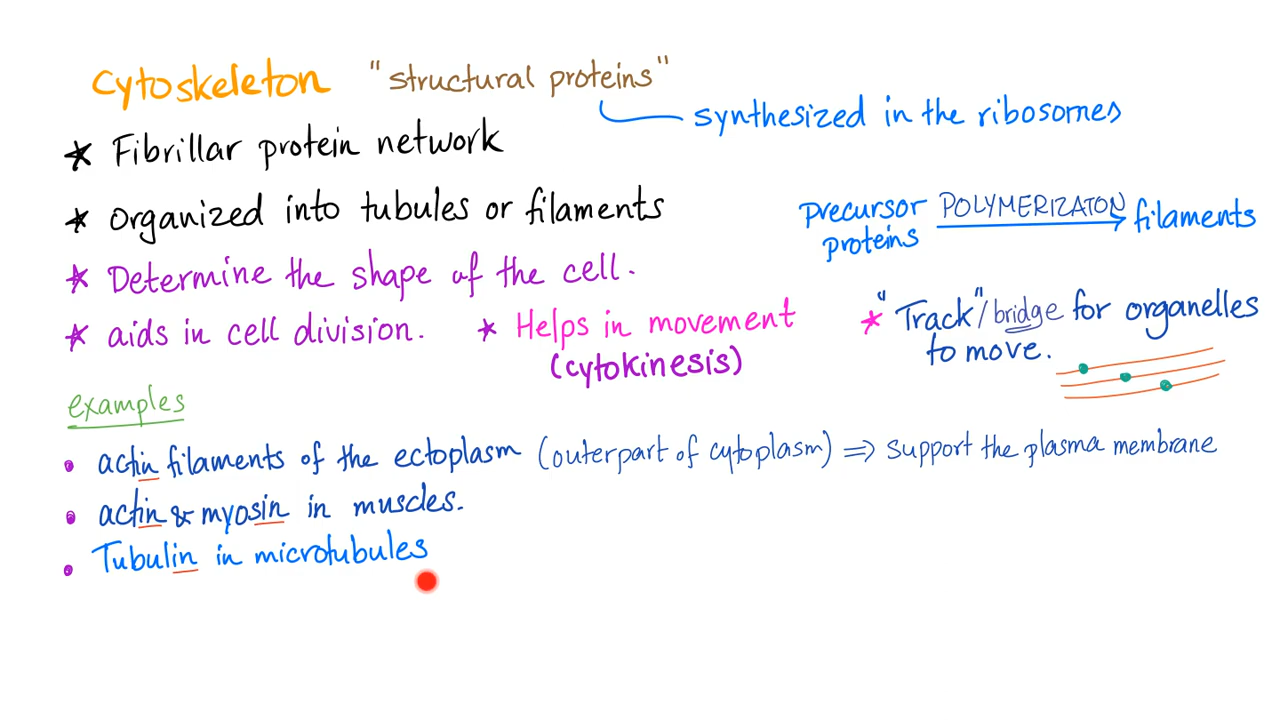 Cytoskeleton "structural proteins"
synthesized in the ribosomes
* Fibrillar protein network
* Organized into tubules or filaments
precursor proteins POLYMERIZATON filaments
* Determine the shape of the cell.
* aids in cell division. * Helps in movement
(cytokinesis)
* "Track"/bridge for organelles
to move.
examples
• actin filaments of the ectoplasm (outerpart of cytoplasm) ⇒ support the plasma membrane
• actin & myosin in muscles.
• Tubulin in microtubules